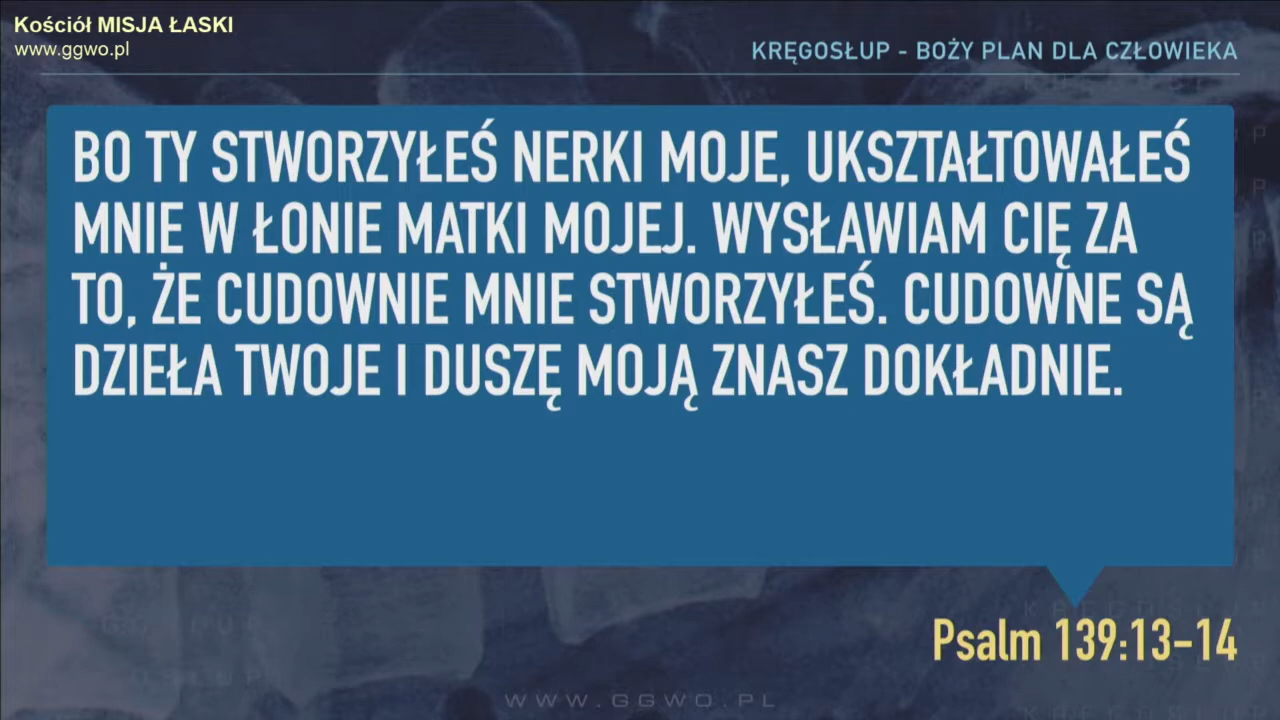 Kościół MISJA ŁASKI
www.ggwo.pl
KRĘGOSŁUP - BOŻY PLAN DLA CZŁOWIEKA
BO TY STWORZYŁEŚ NERKI MOJE, UKSZTAŁTOWAŁEŚ
MNIE W ŁONIE MATKI MOJEJ. WYSŁAWIAM CIĘ ZA
TO, ŻE CUDOWNIE MNIE STWORZYŁEŚ. CUDOWNE SĄ
DZIEŁA TWOJE I DUSZĘ MOJĄ ZNASZ DOKŁADNIE.
Psalm 139:13-14
WWW.GGWO.PL